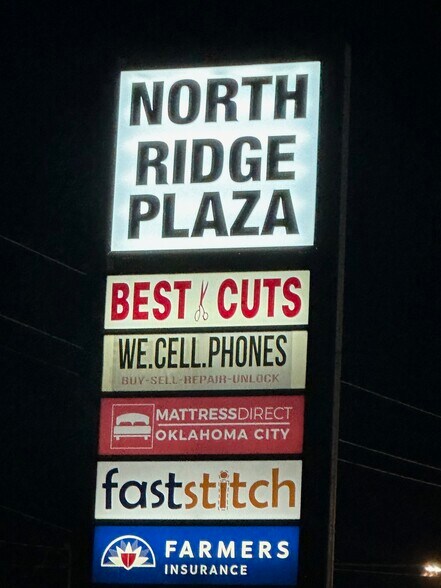 NORTH
RIDGE
PLAZA
BEST CUTS
WE.CELL.PHONES
BUY-SELL-REPAIR-UNLOCK
MATTRESSDIRECT
OKLAHOMA CITY
faststitch
FARMERS
INSURANCE